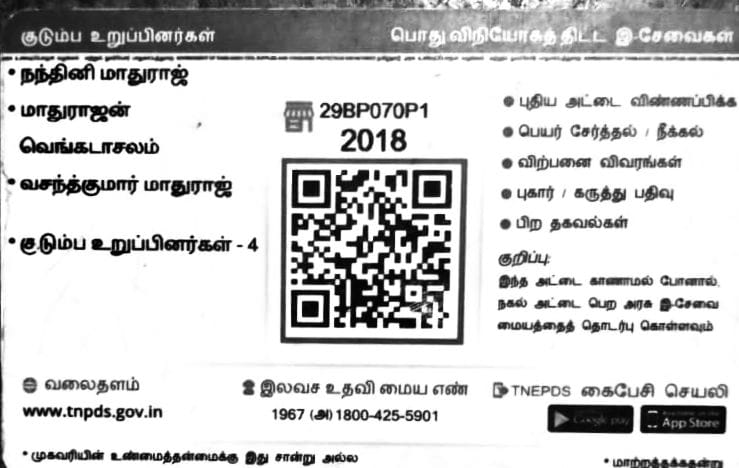 குடும்ப உறுப்பினர்கள்
பொது விநியோகத் திட்ட இ-சேவைகள்
• நந்தினி மாதுராஜ்
• மாதுராஜன்
வெங்கடாசலம்
• வசந்த்குமார் மாதுராஜ்
• குடும்ப உறுப்பினர்கள் - 4
29BP070P1
2018
புதிய அட்டை விண்ணப்பிக்க
பெயர் சேர்த்தல் / நீக்கல்
விற்பனை விவரங்கள்
புகார் / கருத்து பதிவு
பிற தகவல்கள்
குறிப்பு:
இந்த அட்டை காணாமல் போனால்,
நகல் அட்டை பெற அரசு இ-சேவை
மையத்தைத் தொடர்பு கொள்ளவும்
வலைதளம்
www.tnpds.gov.in
இலவச உதவி மைய எண்
1967 (அ) 1800-425-5901
TNEPDS கைபேசி செயலி
Google play
App Store
• முகவரியின் உண்மைத்தன்மைக்கு இது சான்று அல்ல
• மாற்றத்தக்கதன்று